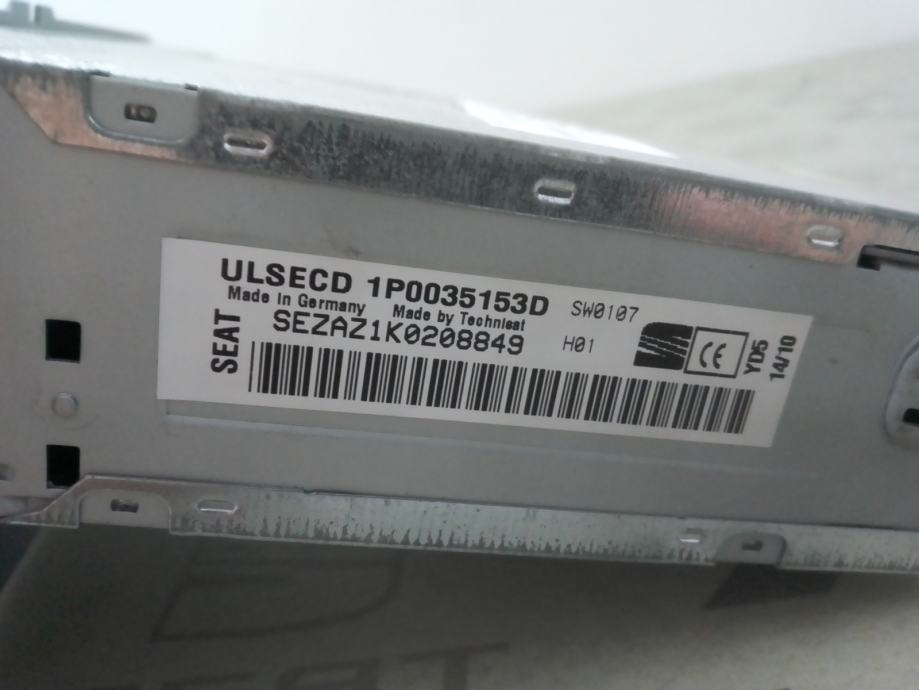 ULSECD 1P0035153D SW0107
Made in Germany Made by Technisat
SEZAZ1K0208849 H01
SEAT
CE
YD5
14/10